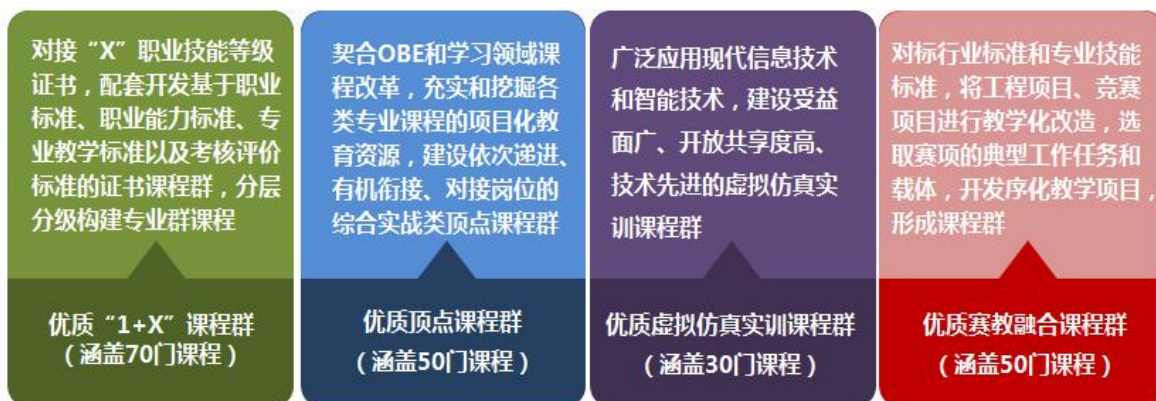 对接“X”职业技能等级
证书，配套开发基于职业
标准、职业能力标准、专
业教学标准以及考核评价
标准的证书课程群，分层
分级构建专业群课程
优质“1+X”课程群
（涵盖70门课程）
契合OBE和学习领域课
程改革，充实和挖掘各
类专业课程的项目化教
育资源，建设依次递进、
有机衔接、对接岗位的
综合实战类顶点课程群
优质顶点课程群
（涵盖50门课程）
广泛应用现代信息技术
和智能技术，建设受益
面广、开放共享度高、
技术先进的虚拟仿真实
训课程群
优质虚拟仿真实训课程群
（涵盖30门课程）
对标行业标准和专业技能
标准，将工程项目、竞赛
项目进行教学化改造，选
取赛项的典型工作任务和
载体，开发序化教学项目，
形成课程群
优质赛教融合课程群
（涵盖50门课程）